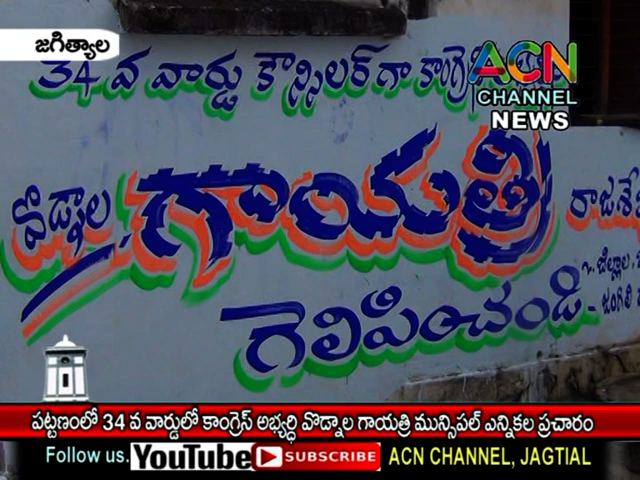 జగిత్యాల
34 వ వార్డు కౌన్సిలర్ గా కాంగ్రెస్
ACN
CHANNEL
NEWS
వొడ్నాల గాయత్రి
గెలిపించండి
పట్టణంలో 34 వ వార్డులో కాంగ్రెస్ అభ్యర్ధి వొడ్నాల గాయత్రి మున్సిపల్ ఎన్నికల ప్రచారం
Follow us. YouTube SUBSCRIBE ACN CHANNEL, JAGTIAL